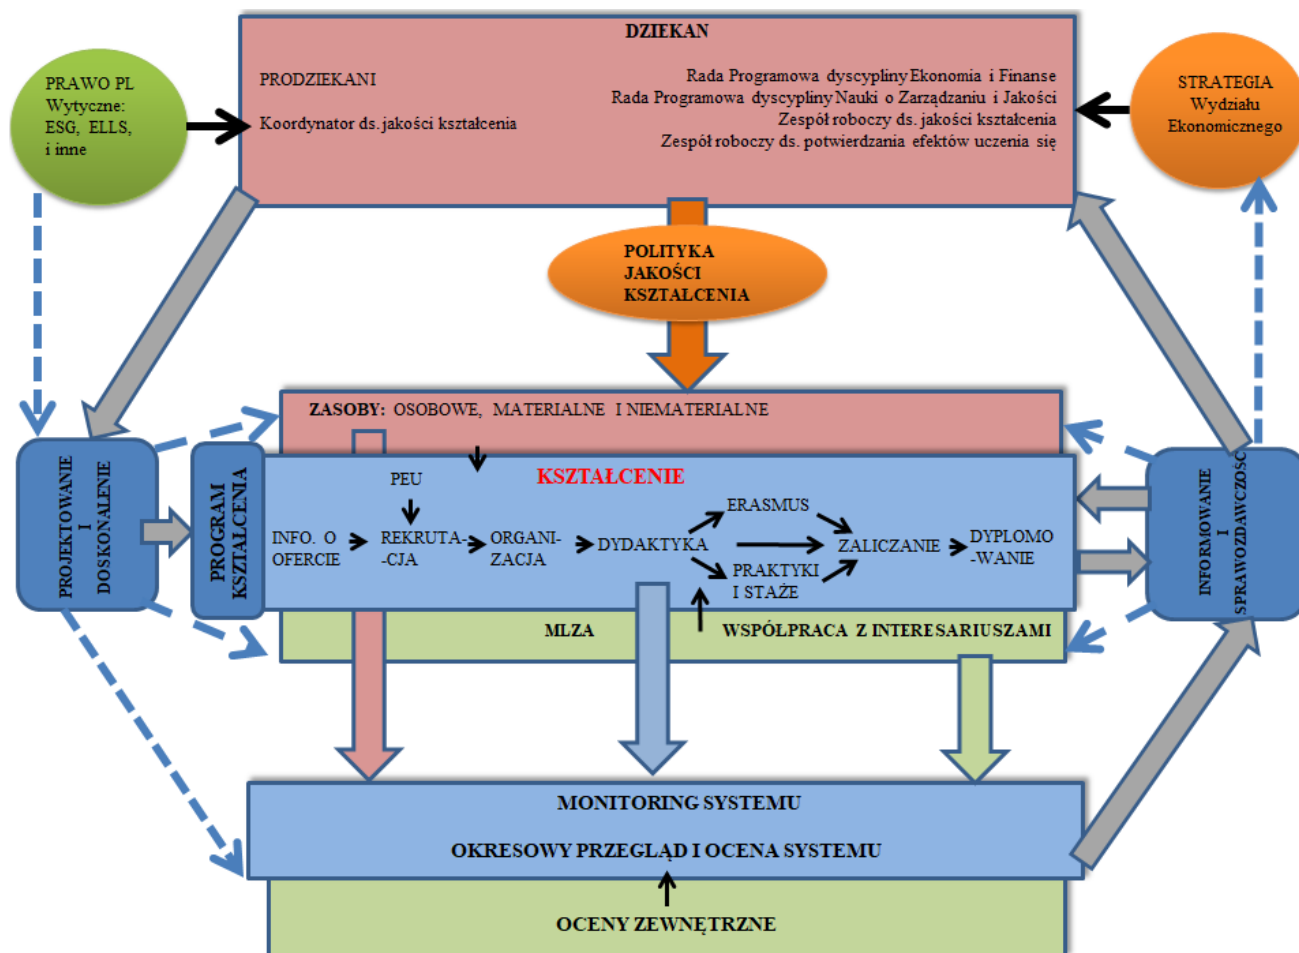 DZIEKAN
PRAWO PL
Wytyczne:
ESG, ELLS,
i inne
PRODZIEKANI
Koordynator ds. jakości kształcenia
Rada Programowa dyscypliny Ekonomia i Finanse
Rada Programowa dyscypliny Nauki o Zarządzaniu i Jakości
Zespół roboczy ds. jakości kształcenia
Zespół roboczy ds. potwierdzania efektów uczenia się
STRATEGIA
Wydziału
Ekonomicznego
POLITYKA
JAKOŚCI
KSZTAŁCENIA
ZASOBY: OSOBOWE, MATERIALNE I NIEMATERIALNE
PROJEKTOWANIE
I
DOSKONALENIE
PROGRAM
KSZTAŁCENIA
KSZTAŁCENIE
PEU
INFO. O
OFERCIE
REKRUTA-
-CJA
ORGANI-
ZACJA
DYDAKTYKA
ERASMUS
PRAKTYKI
I STAŻE
ZALICZANIE
DYPLOMO
-WANIE
INFORMOWANIE
I
SPRAWOZDAWCZOŚĆ
MLZA
WSPÓŁPRACA Z INTERESARIUSZAMI
MONITORING SYSTEMU
OKRESOWY PRZEGLĄD I OCENA SYSTEMU
OCENY ZEWNĘTRZNE